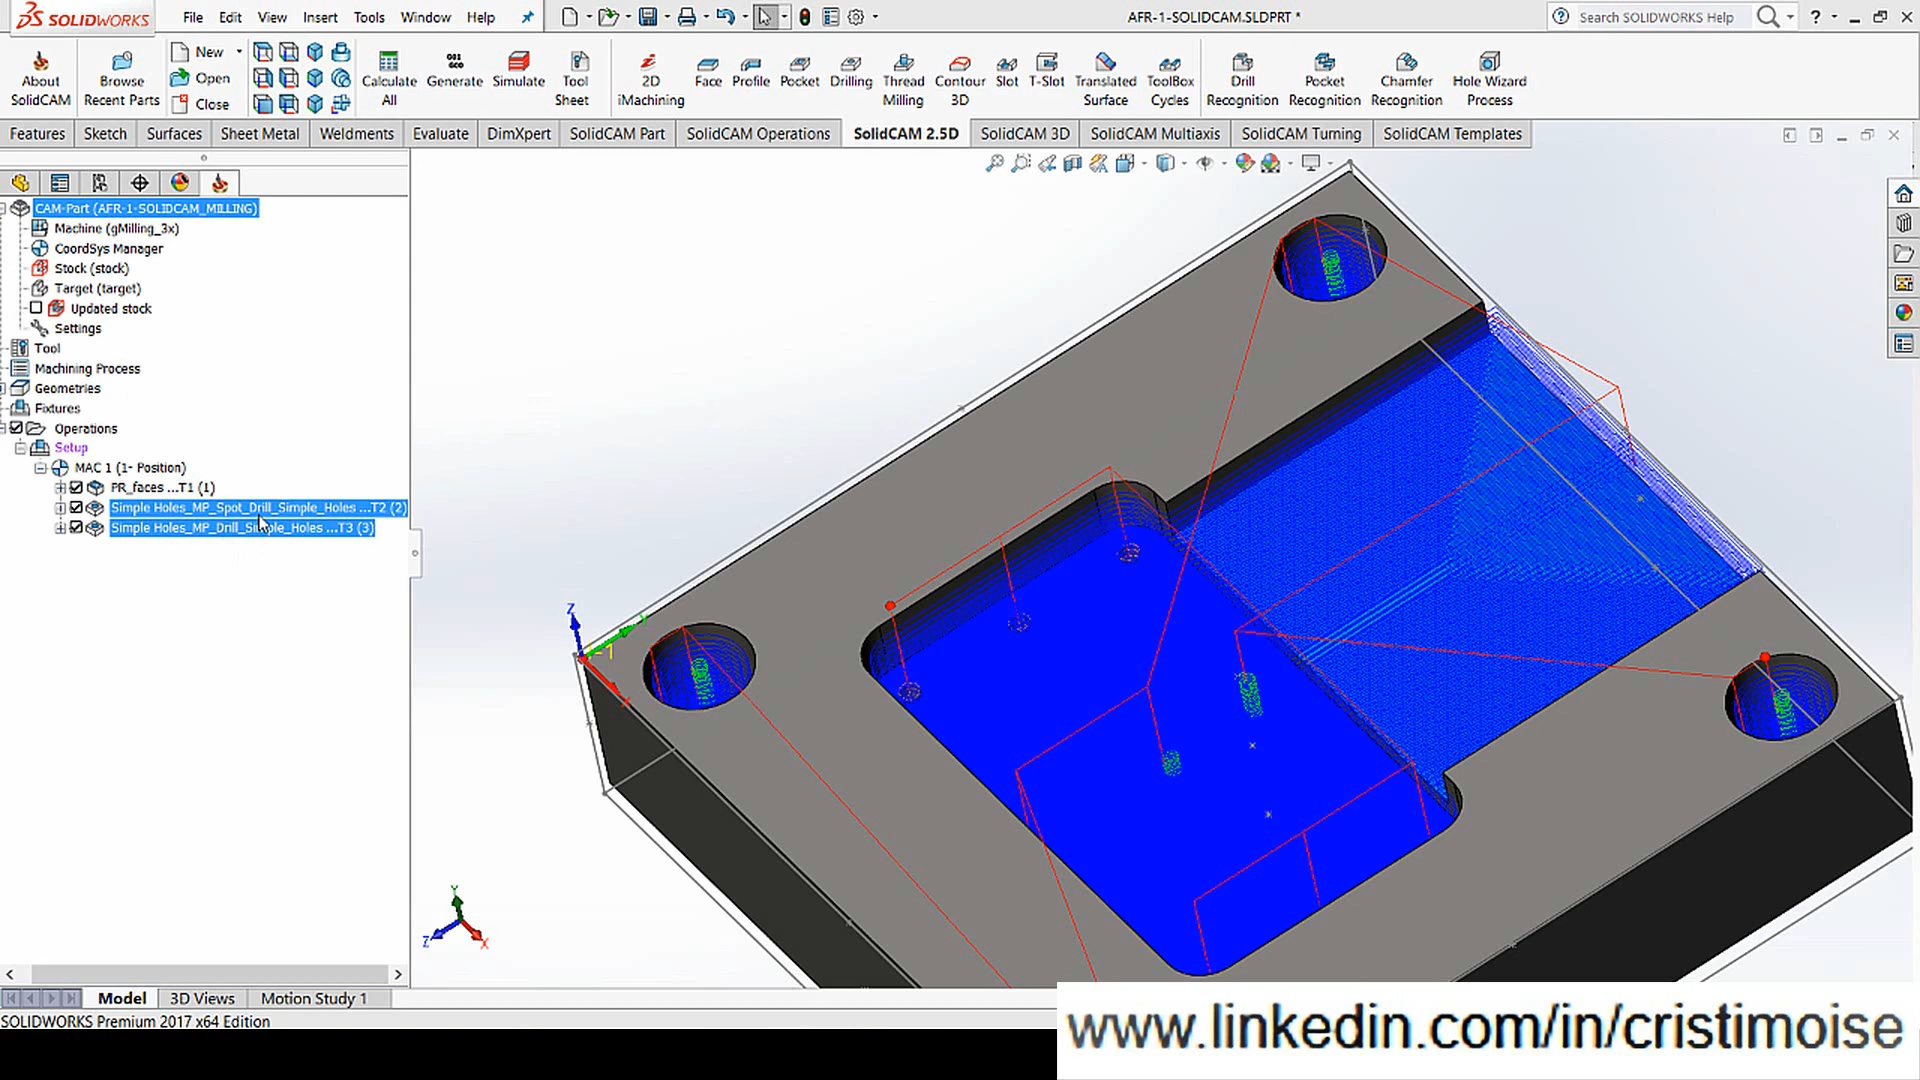 SOLIDWORKS File Edit View Insert Tools Window Help AFR-1-SOLIDCAM.SLDPRT * Search SOLIDWORKS Help ?
About SolidCAM
Browse Recent Parts
New
Open
Close
Calculate All
G01 GC0
Generate
Simulate
Tool Sheet
2D iMachining
Face
Profile
Pocket
Drilling
Thread Milling
Contour 3D
Slot
T-Slot
Translated Surface
ToolBox Cycles
Drill Recognition
Pocket Recognition
Chamfer Recognition
Hole Wizard Process
Features Sketch Surfaces Sheet Metal Weldments Evaluate DimXpert SolidCAM Part SolidCAM Operations SolidCAM 2.5D SolidCAM 3D SolidCAM Multiaxis SolidCAM Turning SolidCAM Templates
CAM-Part (AFR-1-SOLIDCAM_MILLING)
Machine (gMilling_3x)
CoordSys Manager
Stock (stock)
Target (target)
Updated stock
Settings
Tool
Machining Process
Geometries
Fixtures
Operations
Setup
MAC 1 (1- Position)
PR_faces ...T1 (1)
Simple Holes_MP_Spot_Drill_Simple_Holes ...T2 (2)
Simple Holes_MP_Drill_Simple_Holes ...T3 (3)
Z
Y
X
Y
Z
X
Model 3D Views Motion Study 1
SOLIDWORKS Premium 2017 x64 Edition
www.linkedin.com/in/cristimoise